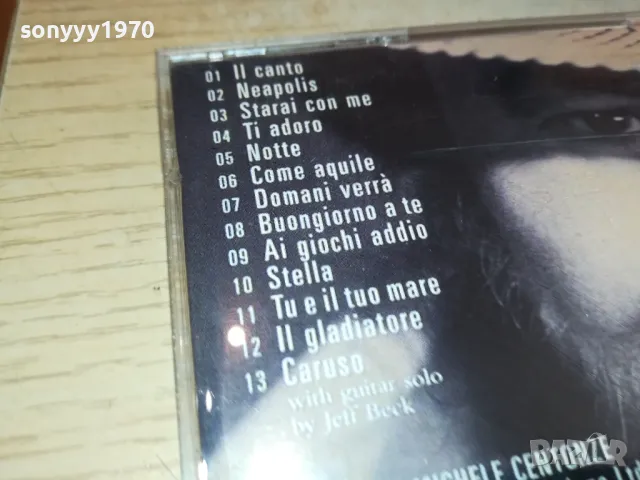 sonyyy1970
01 Il canto
02 Neapolis
03 Starai con me
04 Ti adoro
05 Notte
06 Come aquile
07 Domani verrà
08 Buongiorno a te
09 Ai giochi addio
10 Stella
11 Tu e il tuo mare
12 Il gladiatore
13 Caruso
with guitar solo
by Jeff Beck
MICHELE CENTONZE